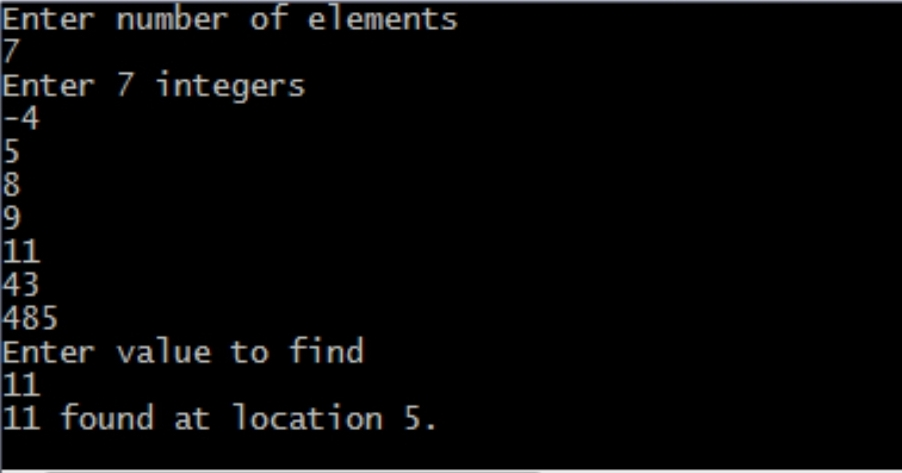 Enter number of elements
7
Enter 7 integers
-4
5
8
9
11
43
485
Enter value to find
11
11 found at location 5.